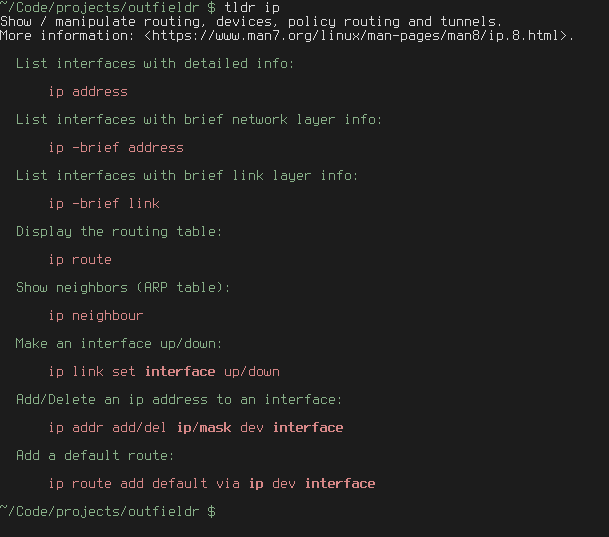 ~/Code/projects/outfieldr $ tldr ip
Show / manipulate routing, devices, policy routing and tunnels.
More information: <https://www.man7.org/linux/man-pages/man8/ip.8.html>.
List interfaces with detailed info:
ip address
List interfaces with brief network layer info:
ip -brief address
List interfaces with brief link layer info:
ip -brief link
Display the routing table:
ip route
Show neighbors (ARP table):
ip neighbour
Make an interface up/down:
ip link set interface up/down
Add/Delete an ip address to an interface:
ip addr add/del ip/mask dev interface
Add a default route:
ip route add default via ip dev interface
~/Code/projects/outfieldr $